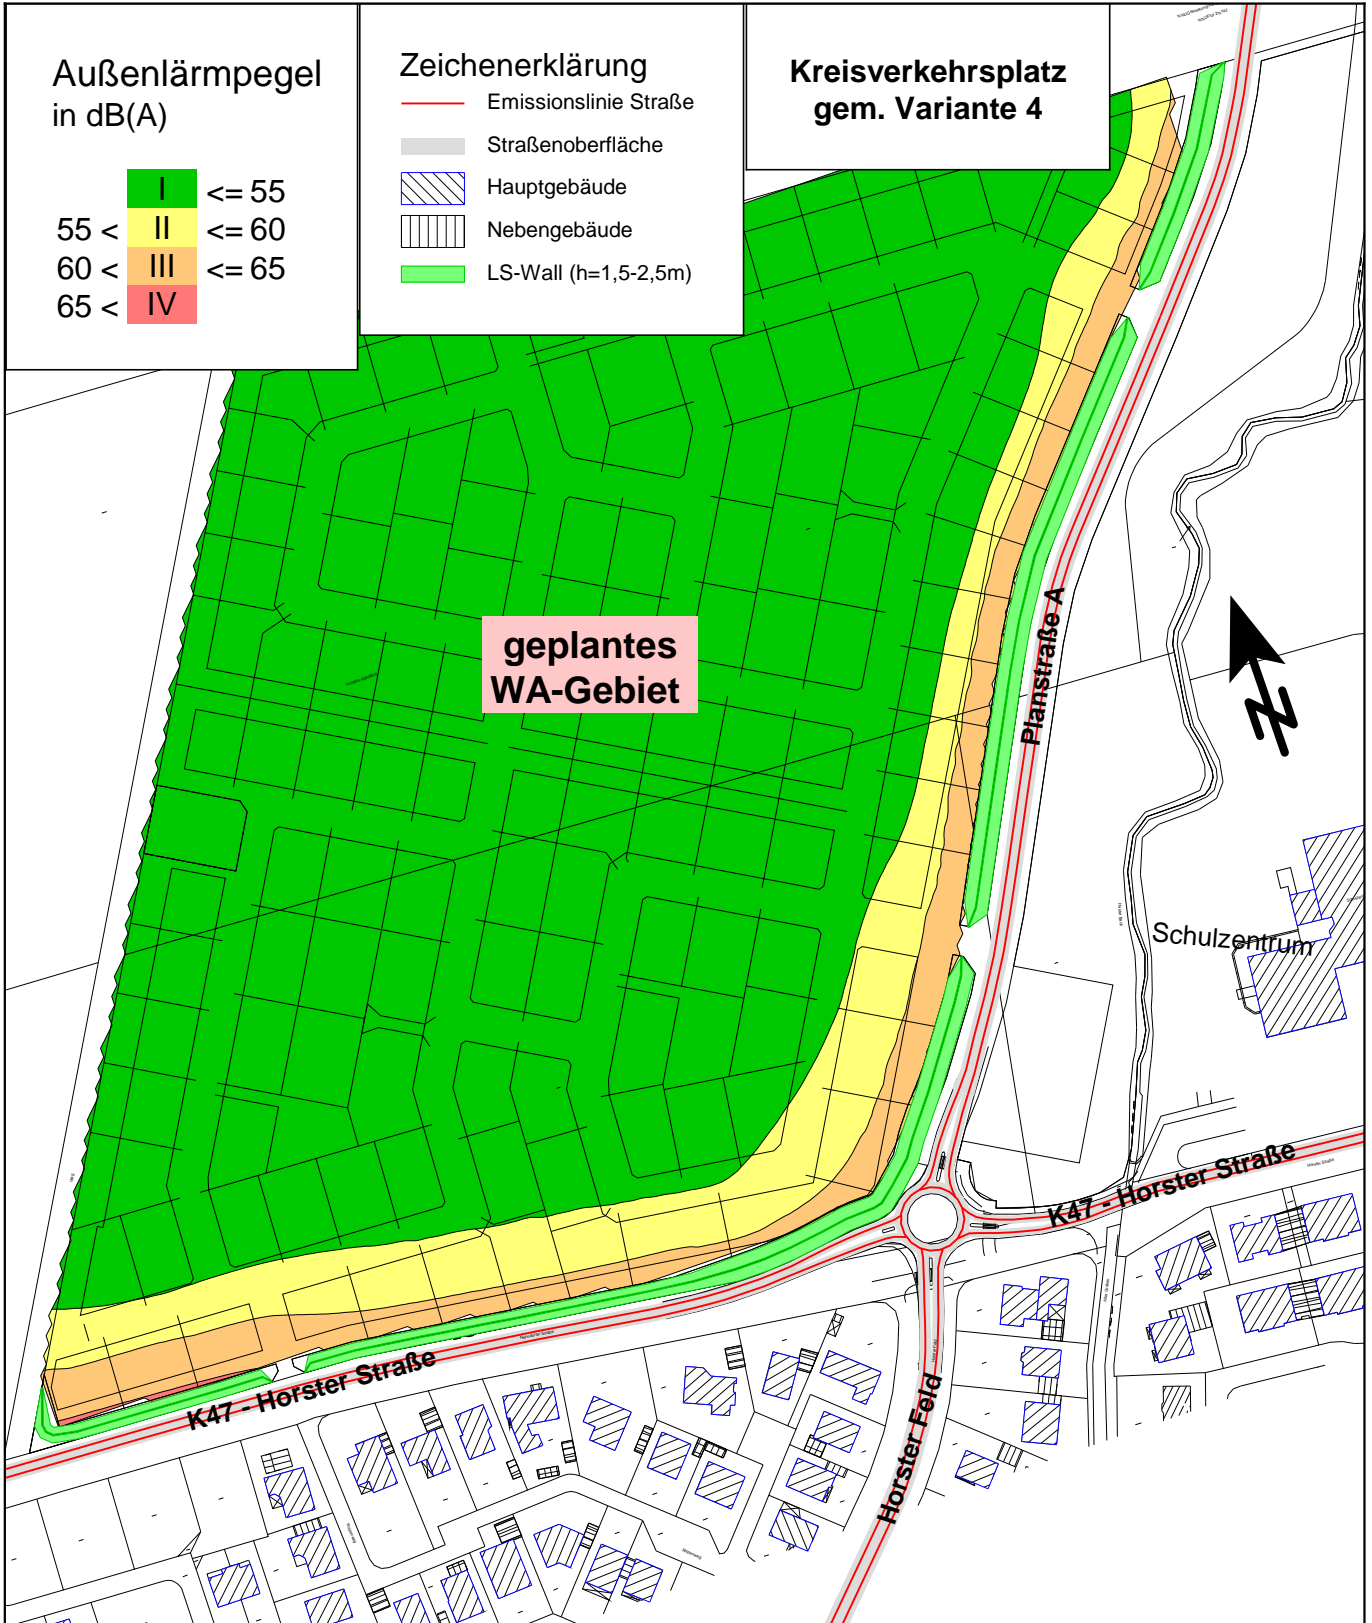 Außenlärmpegel
in dB(A)
I <= 55
55 < II <= 60
60 < III <= 65
65 < IV
Zeichenerklärung
Emissionslinie Straße
Straßenoberfläche
Hauptgebäude
Nebengebäude
LS-Wall (h=1,5-2,5m)
Kreisverkehrsplatz
gem. Variante 4
geplantes
WA-Gebiet
Planstraße A
Schulzentrum
K47 - Horster Straße
K47 - Horster Straße
Horster Feld